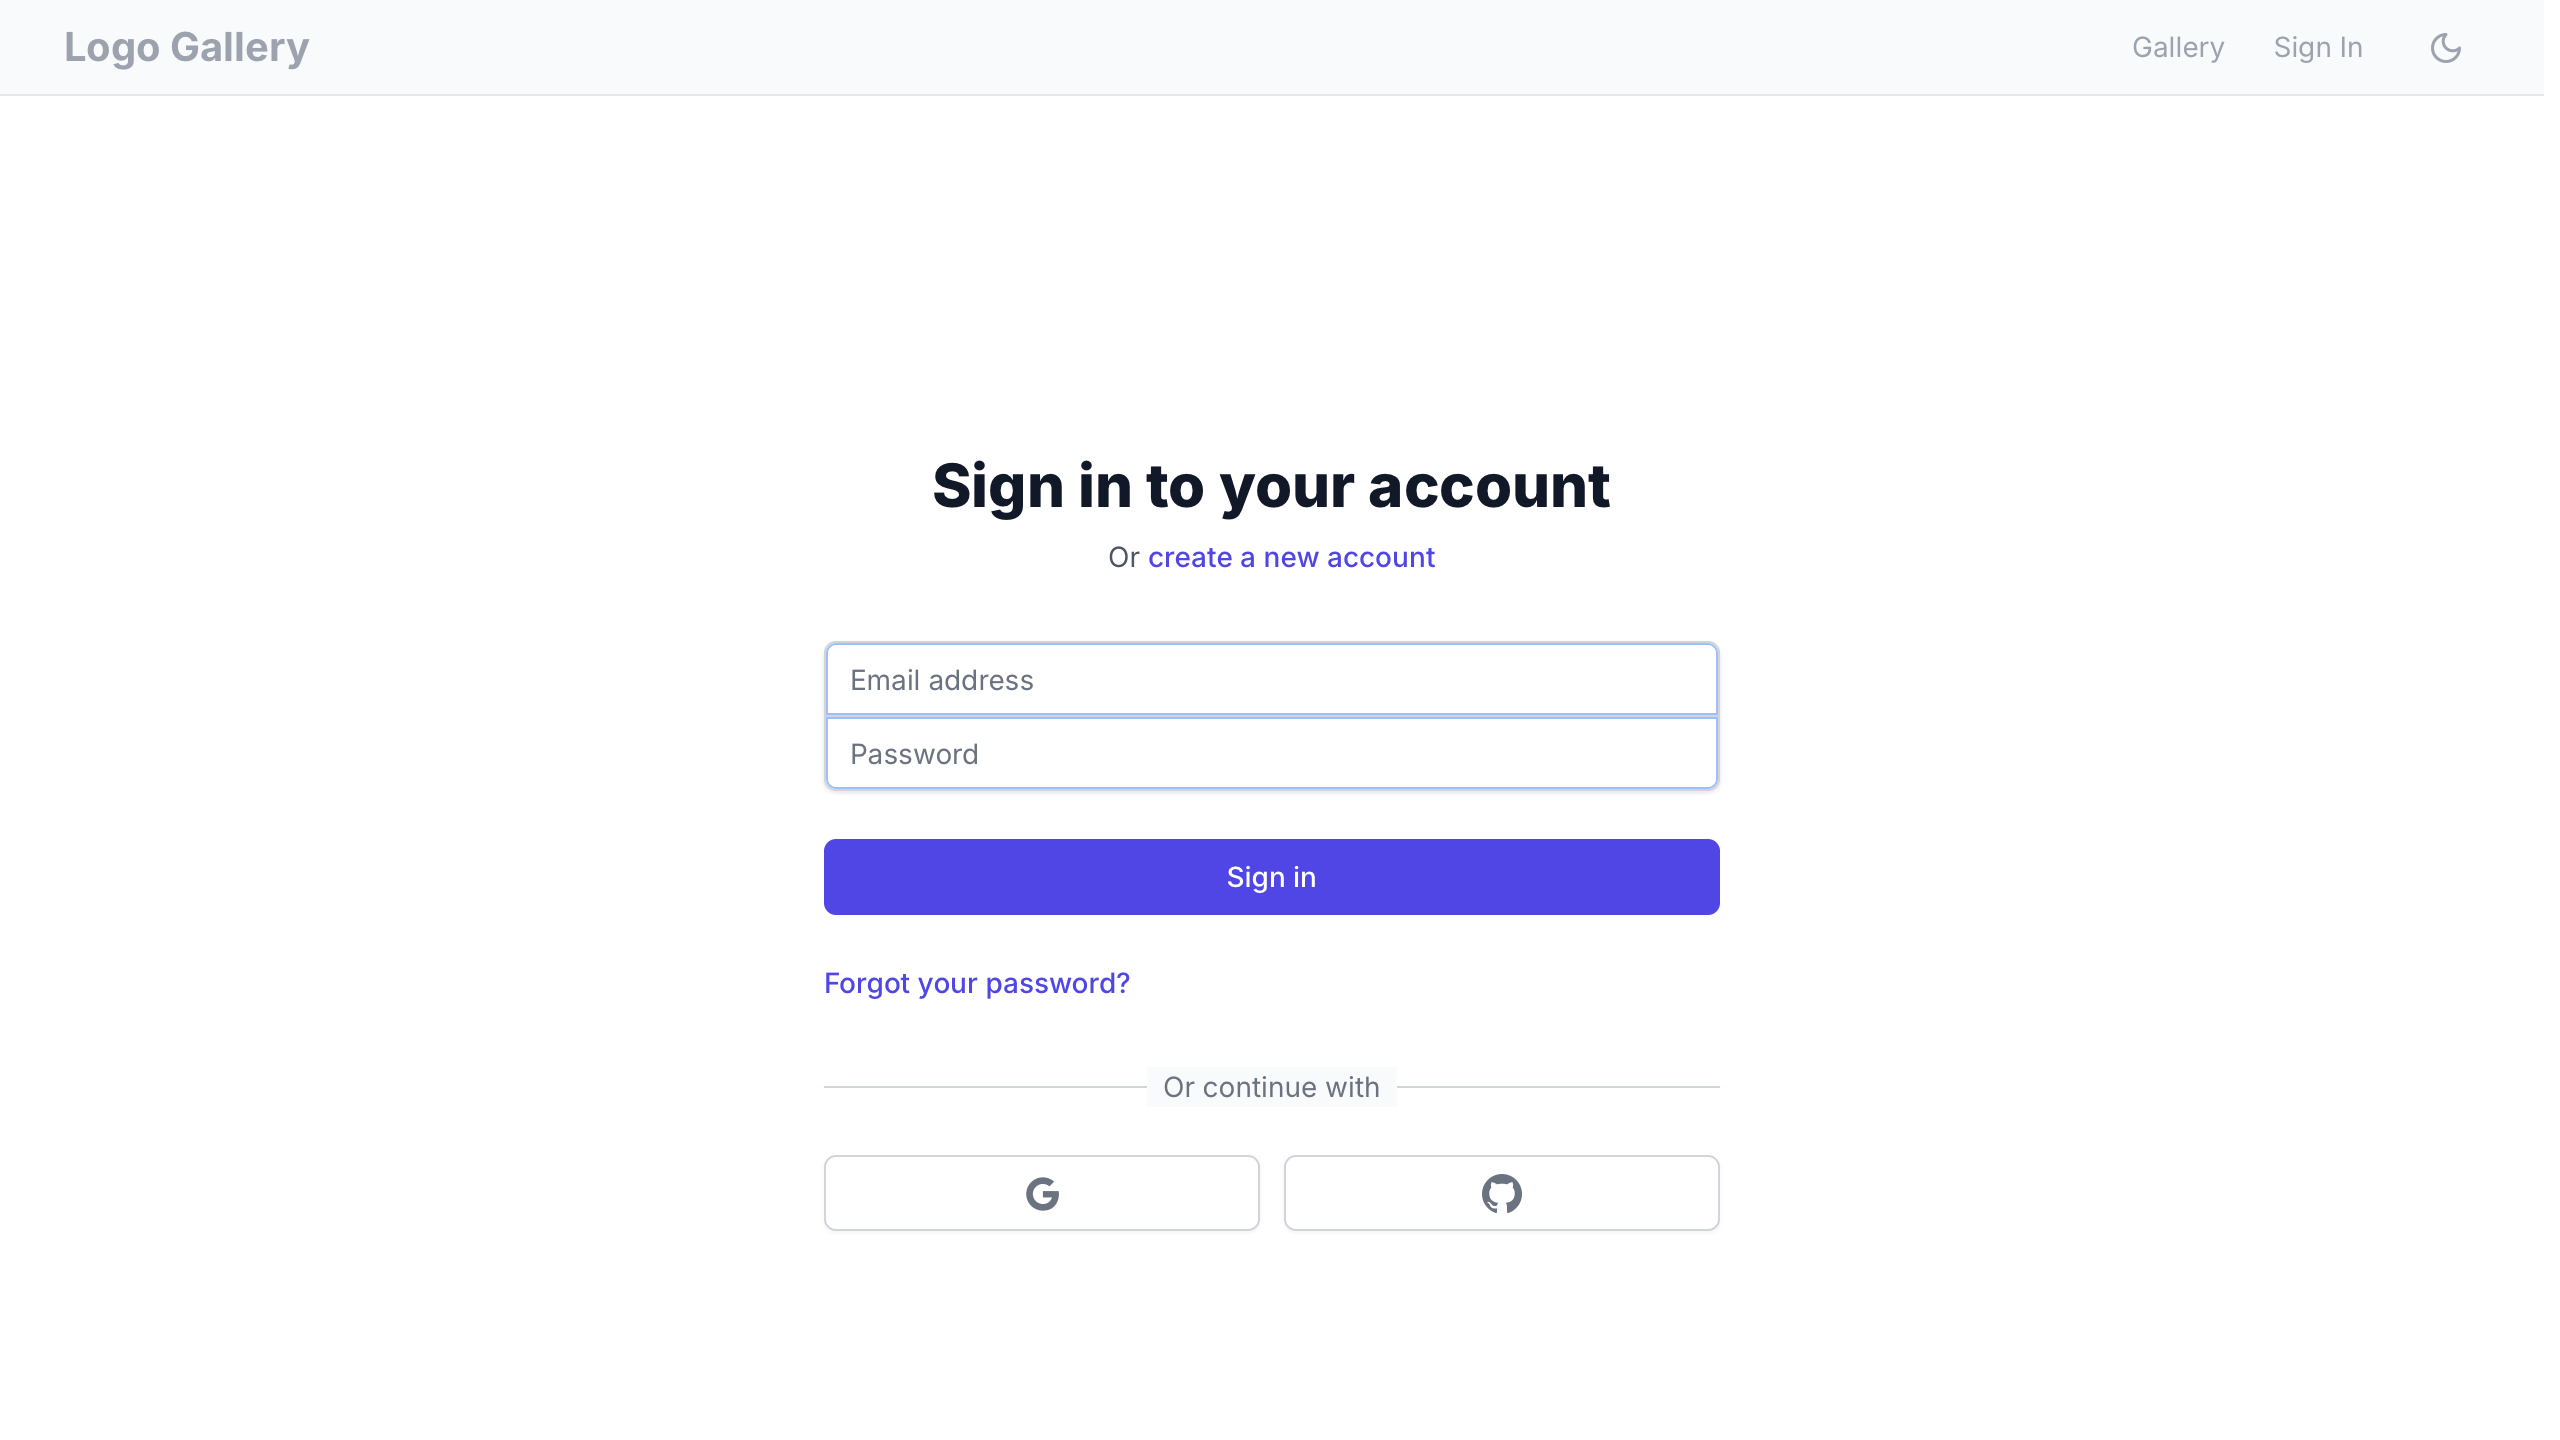 Logo Gallery
Gallery
Sign In
Sign in to your account
Or create a new account
Email address
Password
Sign in
Forgot your password?
Or continue with